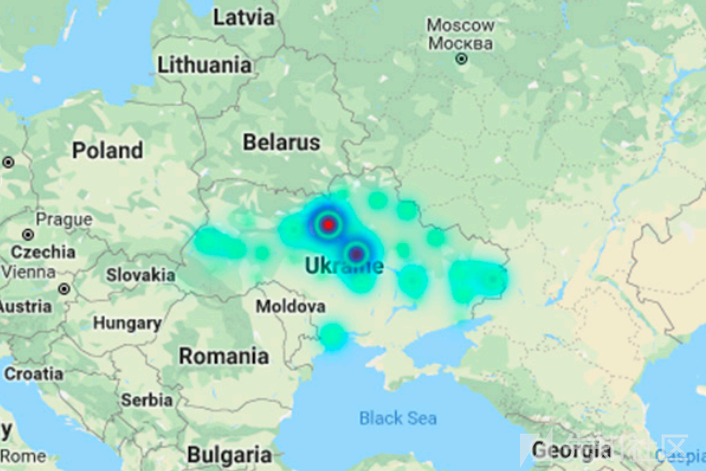 Latvia
Moscow
Москва
Lithuania
Belarus
Poland
Prague
Czechia
Vienna
Slovakia
Ukraine
Austria
Moldova
Hungary
Romania
Croatia
Serbia
Black Sea
y
Rome
Bulgaria
Georgia
Caspia